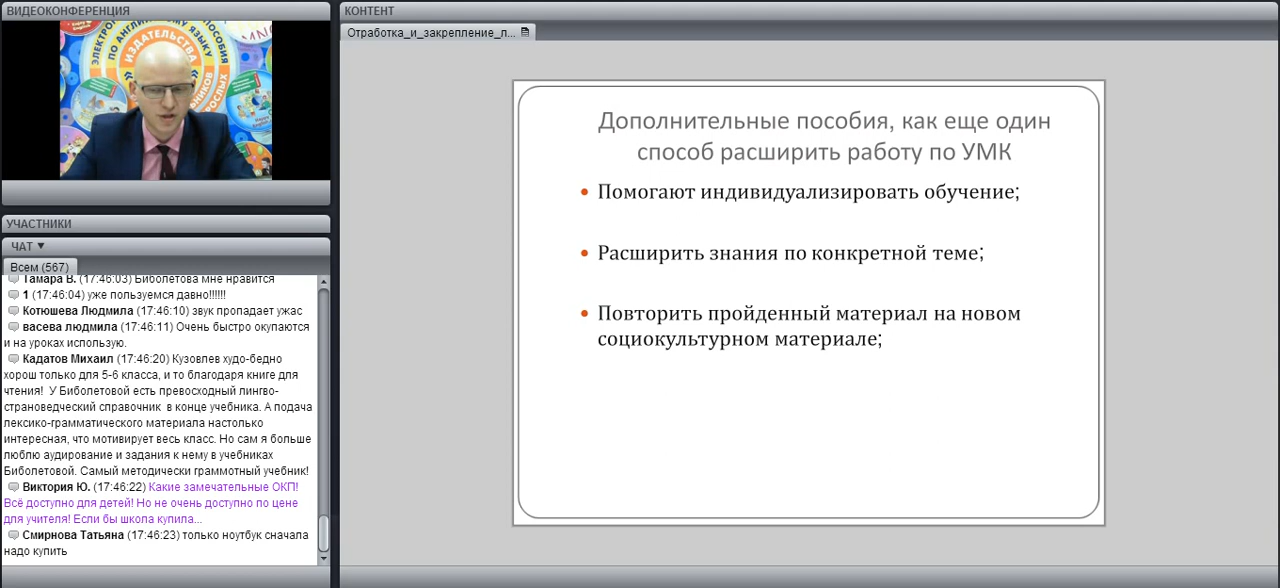 ВИДЕОКОНФЕРЕНЦИЯ
ПО АНГЛИЙСКОМУ ЯЗЫКУ
ИЗДАТЕЛЬСТВА
УЧАСТНИКИ
ЧАТ ▼
Всем (567)
Тамара В. (17:46:03) Биболетова мне нравится
1 (17:46:04) уже пользуемся давно!!!!!!
Котюшева Людмила (17:46:10) звук пропадает ужас
васева людмила (17:46:11) Очень быстро окупаются
и на уроках использую.
Кадатов Михаил (17:46:20) Кузовлев худо-бедно
хорош только для 5-6 класса, и то благодаря книге для
чтения! У Биболетовой есть превосходный лингво-
страноведческий справочник в конце учебника. А подача
лексико-грамматического материала настолько
интересная, что мотивирует весь класс. Но сам я больше
люблю аудирование и задания к нему в учебниках
Биболетовой. Самый методически граммотный учебник!
Виктория Ю. (17:46:22) Какие замечательные ОКП!
Всё доступно для детей! Но не очень доступно по цене
для учителя! Если бы школа купила...
Смирнова Татьяна (17:46:23) только ноутбук сначала
надо купить
КОНТЕНТ
Отработка_и_закрепление_л...
Дополнительные пособия, как еще один
способ расширить работу по УМК
• Помогают индивидуализировать обучение;
• Расширить знания по конкретной теме;
• Повторить пройденный материал на новом
социокультурном материале;